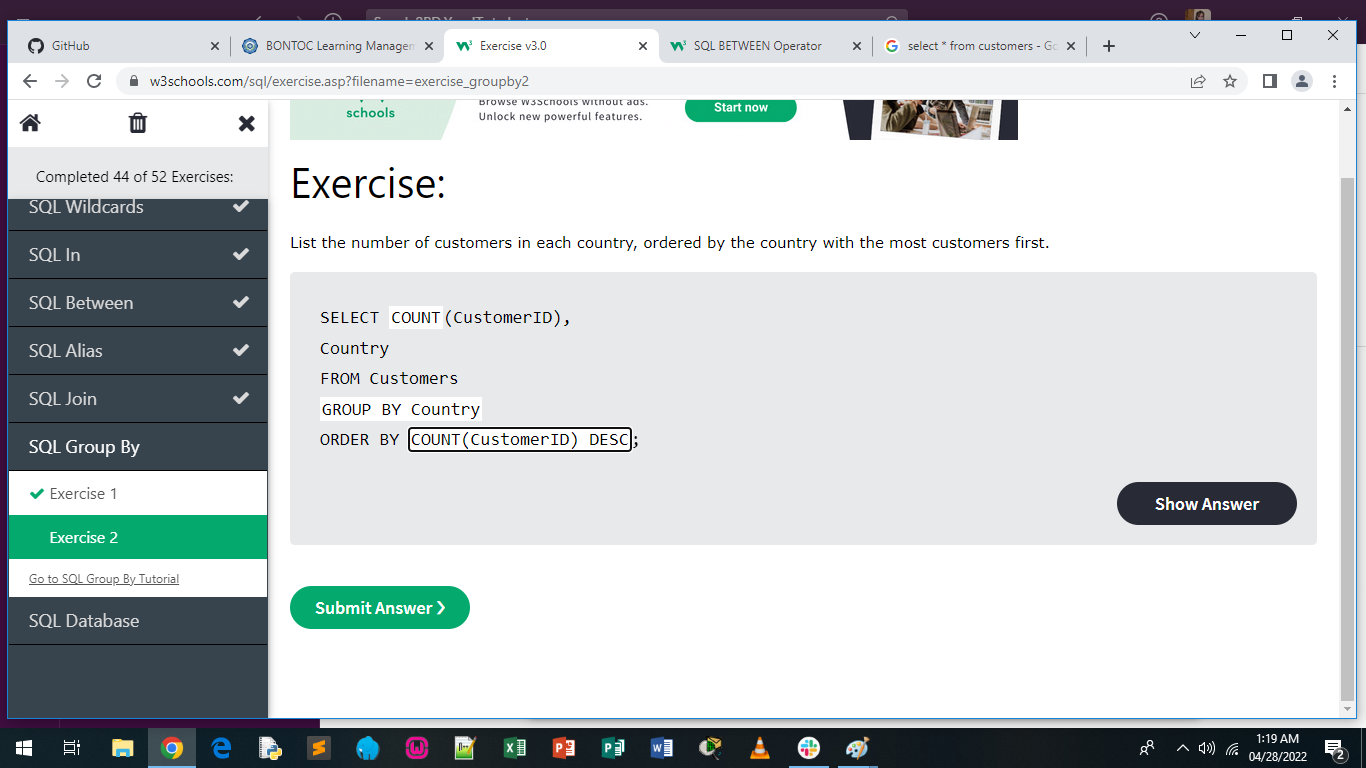 GitHub
BONTOC Learning Managem
Exercise v3.0
SQL BETWEEN Operator
select * from customers - Go
w3schools.com/sql/exercise.asp?filename=exercise_groupby2
schools
Browse W3Schools without ads.
Unlock new powerful features.
Start now
Completed 44 of 52 Exercises:
SQL Wildcards
SQL In
SQL Between
SQL Alias
SQL Join
SQL Group By
Exercise 1
Exercise 2
Go to SQL Group By Tutorial
SQL Database
Exercise:
List the number of customers in each country, ordered by the country with the most customers first.
SELECT COUNT(CustomerID),
Country
FROM Customers
GROUP BY Country
ORDER BY COUNT(CustomerID) DESC;
Show Answer
Submit Answer ❯
1:19 AM
04/28/2022
2